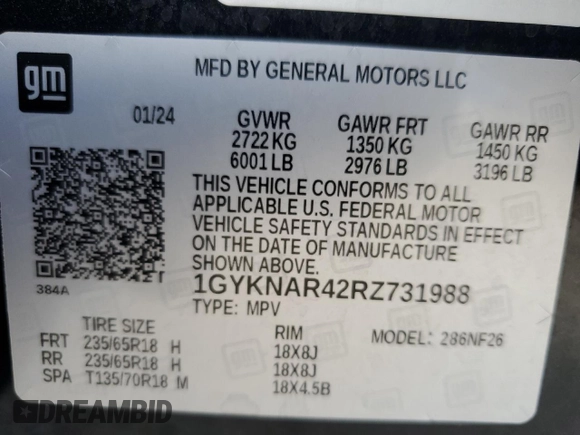 gm
MFD BY GENERAL MOTORS LLC
01/24
GVWR GAWR FRT GAWR RR
2722 KG 1350 KG 1450 KG
6001 LB 2976 LB 3196 LB
THIS VEHICLE CONFORMS TO ALL
APPLICABLE U.S. FEDERAL MOTOR
VEHICLE SAFETY STANDARDS IN EFFECT
ON THE DATE OF MANUFACTURE
SHOWN ABOVE.
384A
1GYKNAR42RZ731988
TYPE: MPV
TIRE SIZE RIM MODEL: 286NF26
FRT 235/65R18 H 18X8J
RR 235/65R18 H 18X8J
SPA T135/70R18 M 18X4.5B
DREAMBID